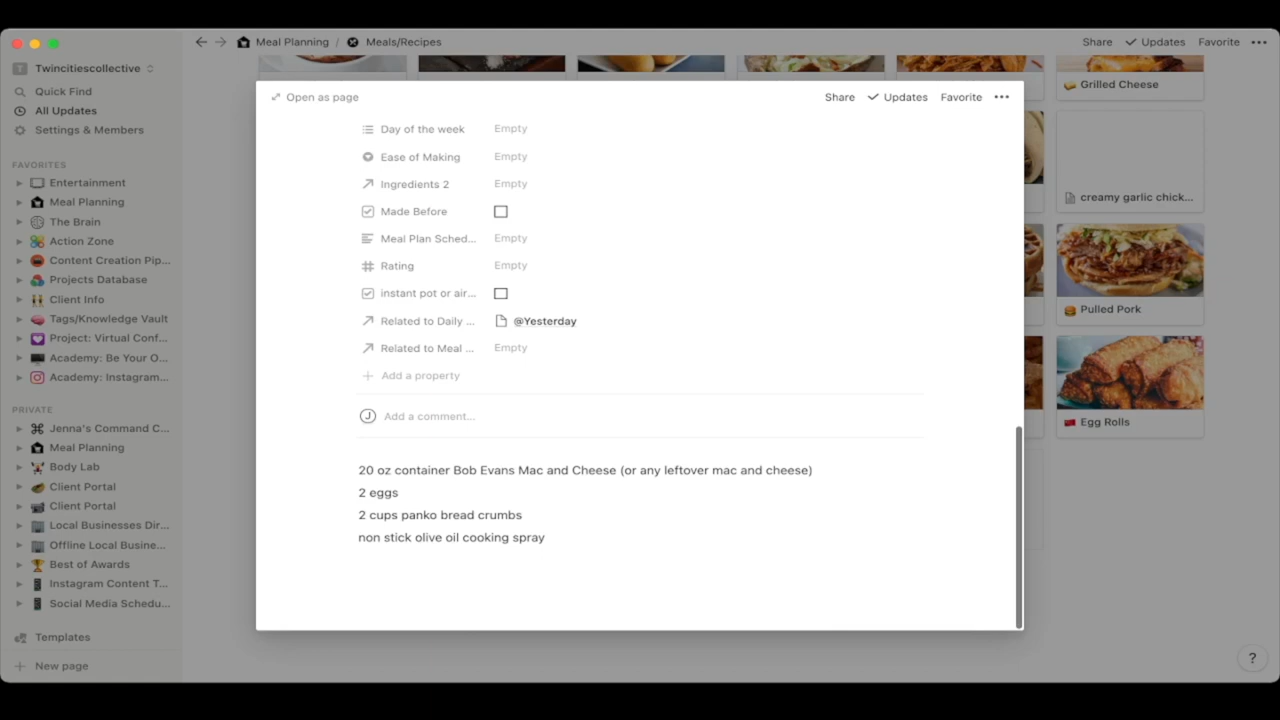 Meal Planning / Meals/Recipes
Share Updates Favorite •••
T Twincitiescollective
Quick Find
All Updates
Settings & Members
FAVORITES
Entertainment
Meal Planning
The Brain
Action Zone
Content Creation Pip...
Projects Database
Client Info
Tags/Knowledge Vault
Project: Virtual Conf...
Academy: Be Your O...
Academy: Instagram...
PRIVATE
Jenna's Command C...
Meal Planning
Body Lab
Client Portal
Client Portal
Local Businesses Dir...
Offline Local Busine...
Best of Awards
Instagram Content T...
Social Media Schedu...
Templates
New page
Open as page
Share Updates Favorite •••
Day of the week Empty
Ease of Making Empty
Ingredients 2 Empty
Made Before
Meal Plan Sched... Empty
Rating Empty
instant pot or air...
Related to Daily ... @Yesterday
Related to Meal ... Empty
Add a property
J Add a comment...
20 oz container Bob Evans Mac and Cheese (or any leftover mac and cheese)
2 eggs
2 cups panko bread crumbs
non stick olive oil cooking spray
Grilled Cheese
creamy garlic chick...
Pulled Pork
Egg Rolls
?